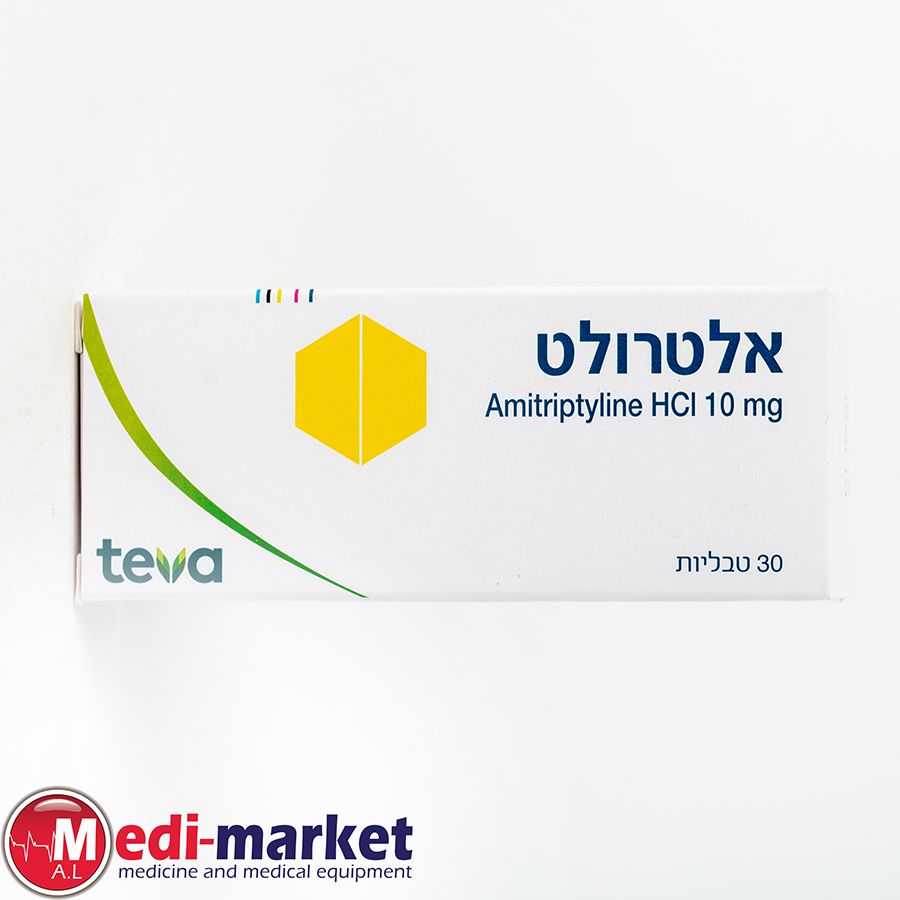 אלטרולט
Amitriptyline HCl 10 mg
30 טבליות
teva
Medi-market
A.L
medicine and medical equipment